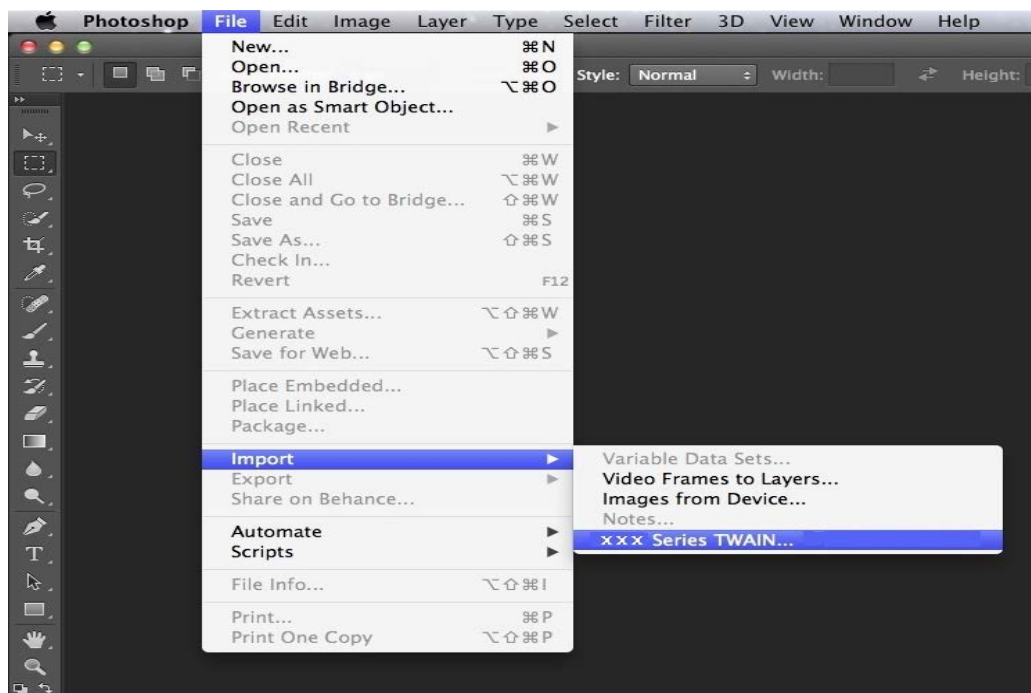 Photoshop File Edit Image Layer Type Select Filter 3D View Window Help
Style: Normal Width: Height:
New... ⌘N
Open... ⌘O
Browse in Bridge... ⌥⌘O
Open as Smart Object...
Open Recent
Close ⌘W
Close All ⌥⌘W
Close and Go to Bridge... ⇧⌘W
Save ⌘S
Save As... ⇧⌘S
Check In...
Revert F12
Extract Assets... ⌥⇧⌘W
Generate
Save for Web... ⌥⇧⌘S
Place Embedded...
Place Linked...
Package...
Import
Export
Share on Behance...
Automate
Scripts
File Info... ⌥⇧⌘I
Print... ⌘P
Print One Copy ⌥⇧⌘P
Variable Data Sets...
Video Frames to Layers...
Images from Device...
Notes...
xxx Series TWAIN...